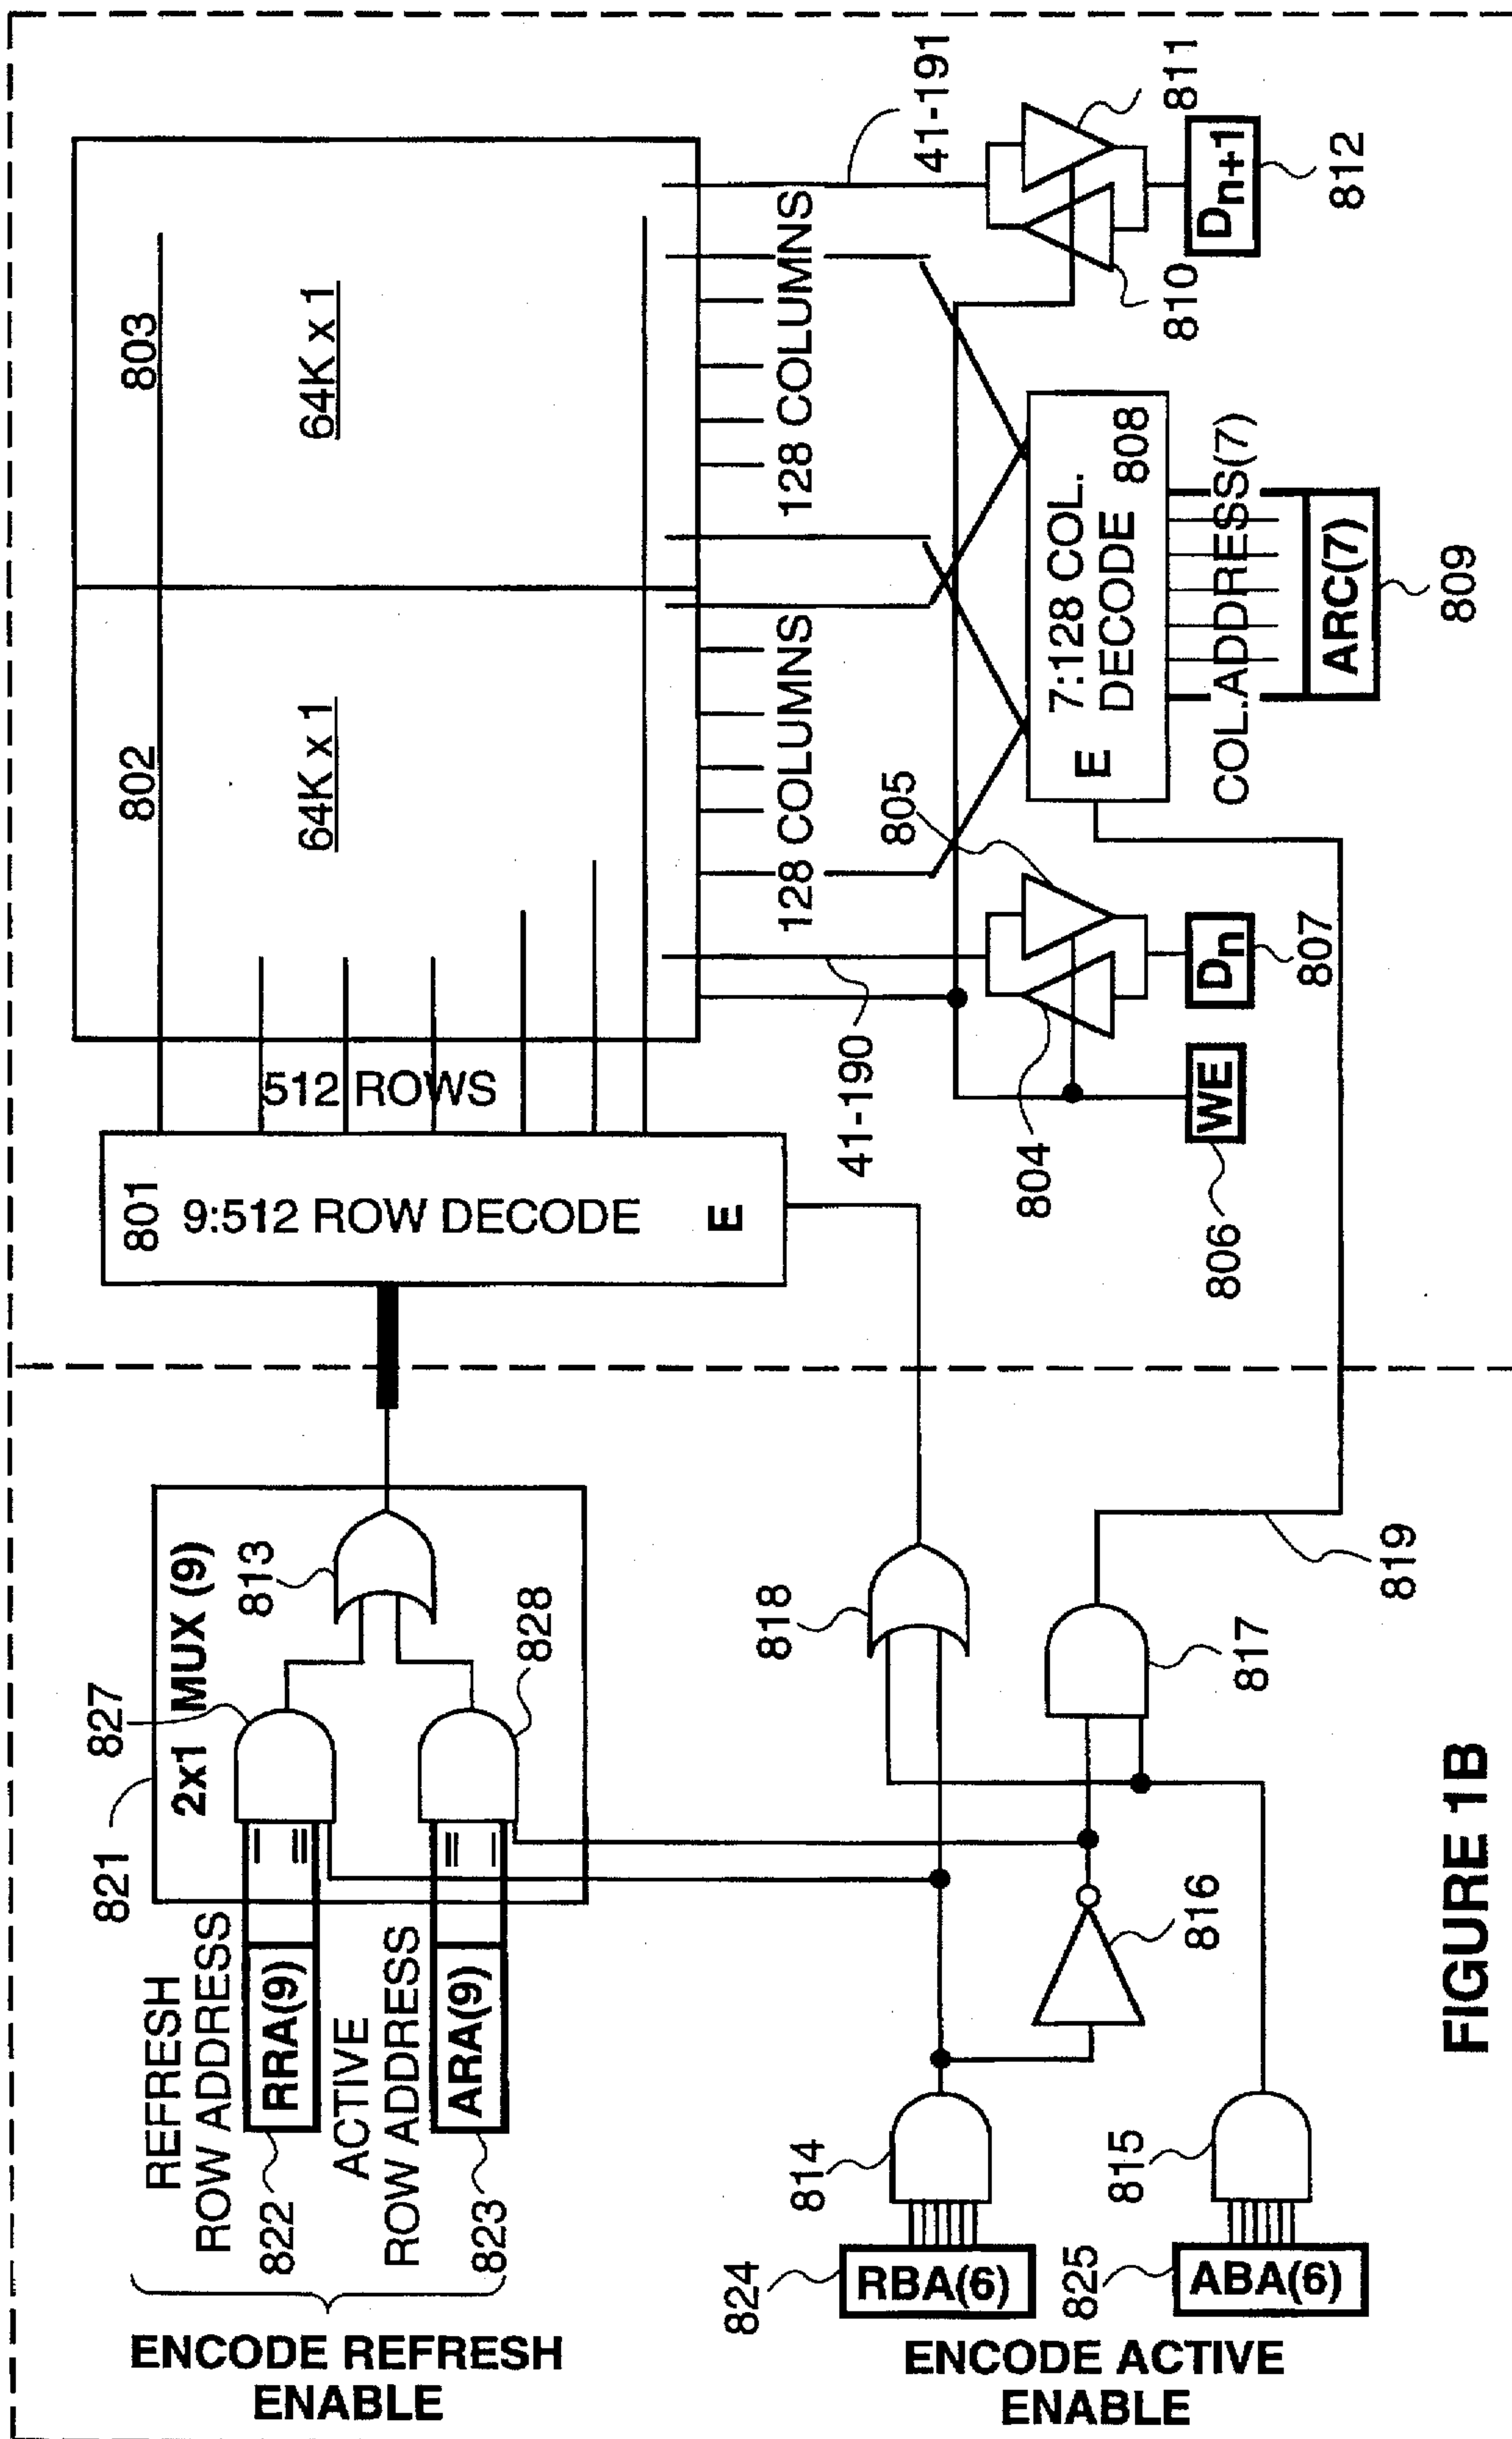 821
827
2x1 MUX (9)
813
828
REFRESH
ROW ADDRESS
RRA(9)
822
ACTIVE
ROW ADDRESS
ARA(9)
823
ENCODE REFRESH
ENABLE
801
9:512 ROW DECODE
E
512 ROWS
802
64K x 1
803
64K x 1
128 COLUMNS
128 COLUMNS
41-190
41-191
804
805
806
WE
Dn
807
7:128 COL.
DECODE 808
E
COL.ADDRESS(7)
ARC(7)
809
810
811
Dn+1
812
818
814
824
RBA(6)
816
817
819
815
825
ABA(6)
ENCODE ACTIVE
ENABLE
FIGURE 1B